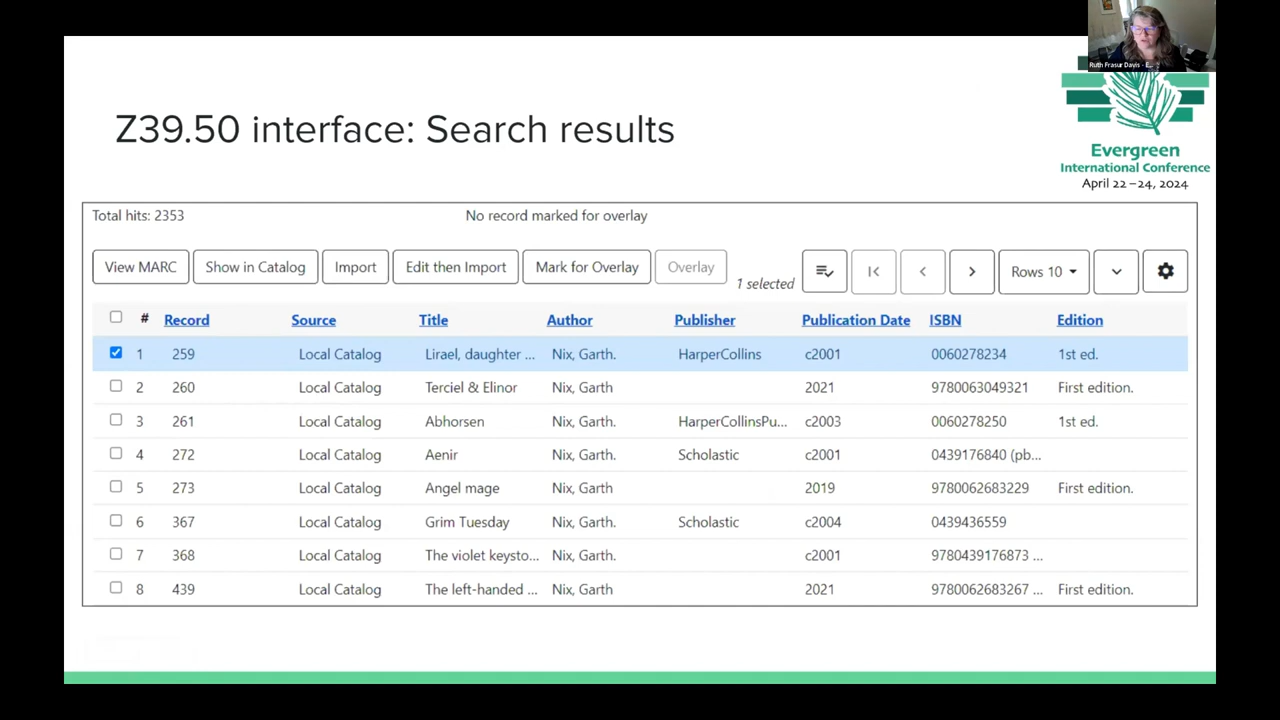 Ruth Frasur Davis - E...
Z39.50 interface: Search results
Evergreen
International Conference
April 22–24, 2024
Total hits: 2353 No record marked for overlay
View MARC Show in Catalog Import Edit then Import Mark for Overlay Overlay 1 selected Rows 10
# Record Source Title Author Publisher Publication Date ISBN Edition
1 259 Local Catalog Lirael, daughter ... Nix, Garth. HarperCollins c2001 0060278234 1st ed.
2 260 Local Catalog Terciel & Elinor Nix, Garth 2021 9780063049321 First edition.
3 261 Local Catalog Abhorsen Nix, Garth. HarperCollinsPu... c2003 0060278250 1st ed.
4 272 Local Catalog Aenir Nix, Garth. Scholastic c2001 0439176840 (pb...
5 273 Local Catalog Angel mage Nix, Garth 2019 9780062683229 First edition.
6 367 Local Catalog Grim Tuesday Nix, Garth. Scholastic c2004 0439436559
7 368 Local Catalog The violet keysto... Nix, Garth. c2001 9780439176873 ...
8 439 Local Catalog The left-handed ... Nix, Garth 2021 9780062683267 ... First edition.